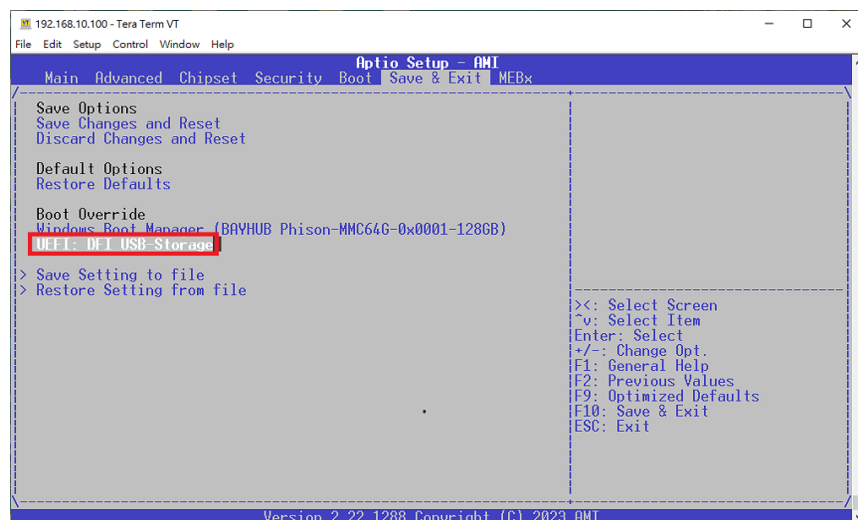 192.168.10.100 - Tera Term VT
File Edit Setup Control Window Help
Aptio Setup - AMI
Main Advanced Chipset Security Boot Save & Exit MEBx
Save Options
Save Changes and Reset
Discard Changes and Reset
Default Options
Restore Defaults
Boot Override
Windows Boot Manager (BAYHUB Phison-MMC64G-0x0001-128GB)
UEFI: DFI USB-Storage
> Save Setting to file
> Restore Setting from file
><: Select Screen
^v: Select Item
Enter: Select
+/-: Change Opt.
F1: General Help
F2: Previous Values
F9: Optimized Defaults
F10: Save & Exit
ESC: Exit
Version 2.22.1288 Copyright (C) 2023 AMI